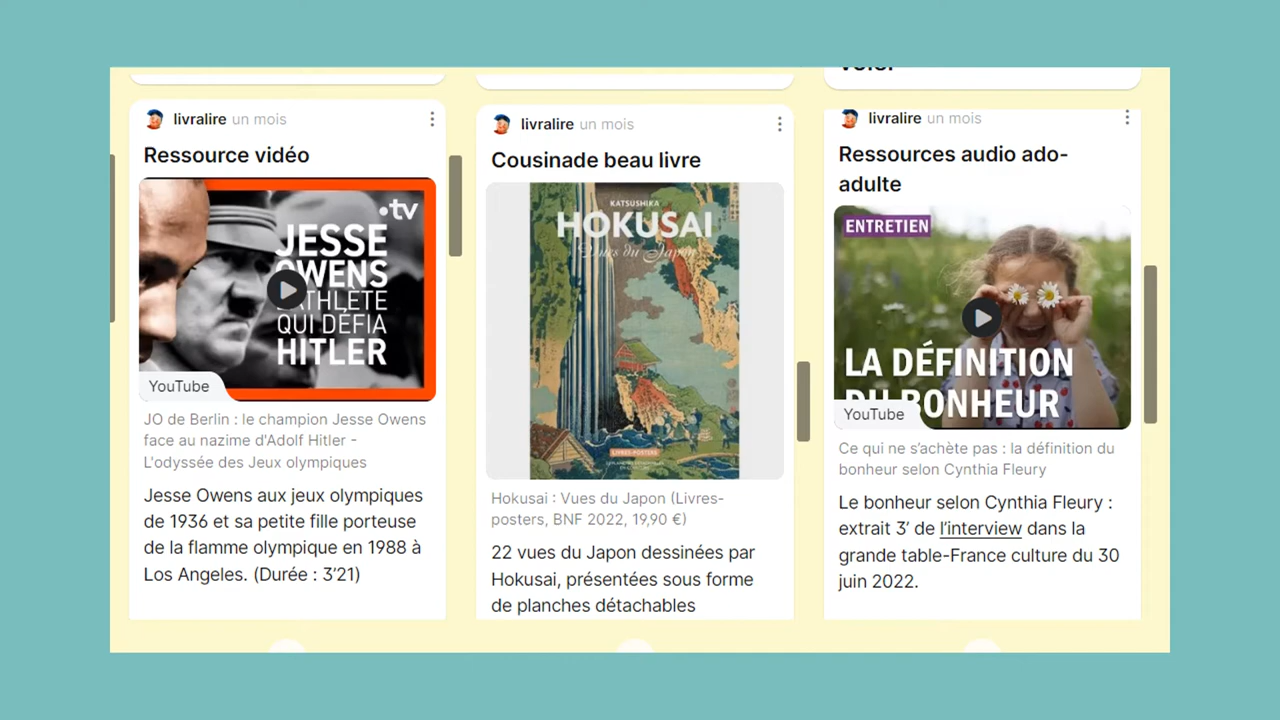 livralire un mois
Ressource vidéo
•tv
JESSE
OWENS
ATHLÈTE
QUI DÉFIA
HITLER
YouTube
JO de Berlin : le champion Jesse Owens
face au nazime d'Adolf Hitler -
L'odyssée des Jeux olympiques
Jesse Owens aux jeux olympiques
de 1936 et sa petite fille porteuse
de la flamme olympique en 1988 à
Los Angeles. (Durée : 3'21)
livralire un mois
Cousinade beau livre
KATSUSHIKA
HOKUSAI
Vues du Japon
LIVRES-POSTERS
Hokusai : Vues du Japon (Livres-
posters, BNF 2022, 19,90 €)
22 vues du Japon dessinées par
Hokusai, présentées sous forme
de planches détachables
livralire un mois
Ressources audio ado-
adulte
ENTRETIEN
LA DÉFINITION
DU BONHEUR
YouTube
Ce qui ne s’achète pas : la définition du
bonheur selon Cynthia Fleury
Le bonheur selon Cynthia Fleury :
extrait 3’ de l’interview dans la
grande table-France culture du 30
juin 2022.